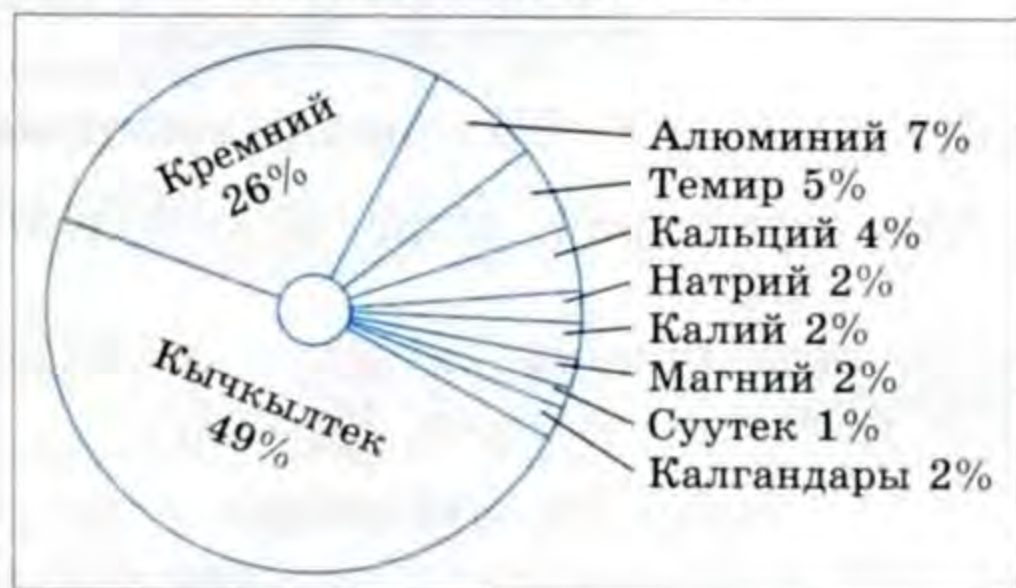 Кремний
26%
Кычкылтек
49%
Алюминий 7%
Темир 5%
Кальций 4%
Натрий 2%
Калий 2%
Магний 2%
Суутек 1%
Калгандары 2%